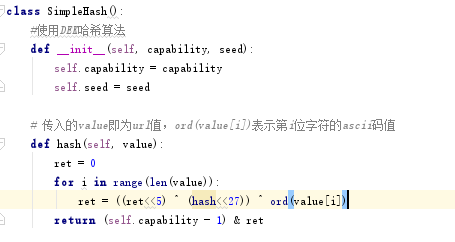 class SimpleHash():
    #使用DEK哈希算法
    def __init__(self, capability, seed):
        self.capability = capability
        self.seed = seed

    # 传入的value即为url值，ord(value[i])表示第i位字符的ascii码值
    def hash(self, value):
        ret = 0
        for i in range(len(value)):
            ret = ((ret<<5) ^ (hash<<27)) ^ ord(value[i])
        return (self.capability - 1) & ret